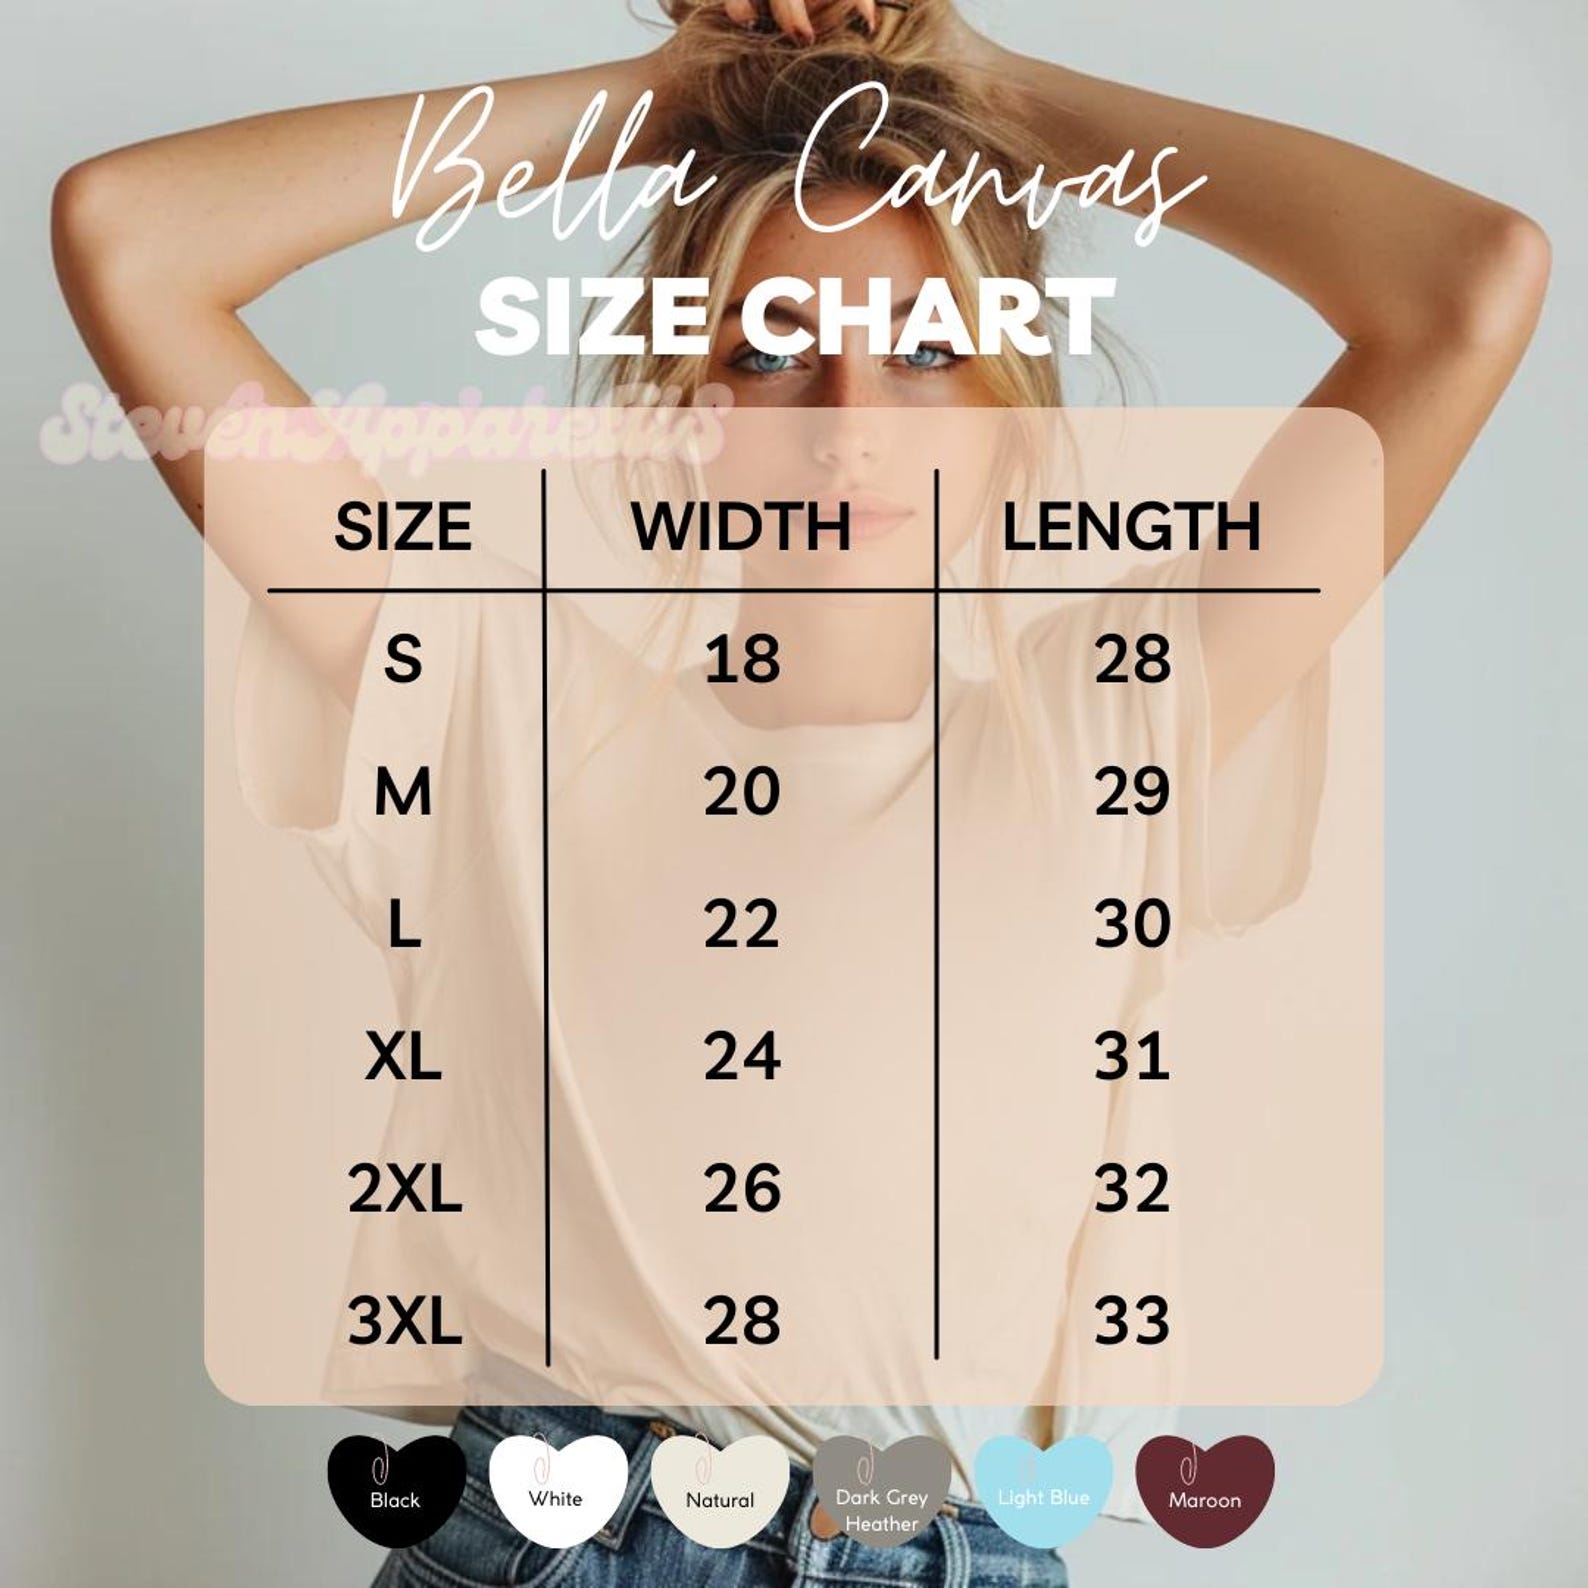 Bella Canvas
SIZE CHART
StevenApparelUS
SIZE WIDTH LENGTH
S 18 28
M 20 29
L 22 30
XL 24 31
2XL 26 32
3XL 28 33
Black White Natural Dark Grey Heather Light Blue Maroon